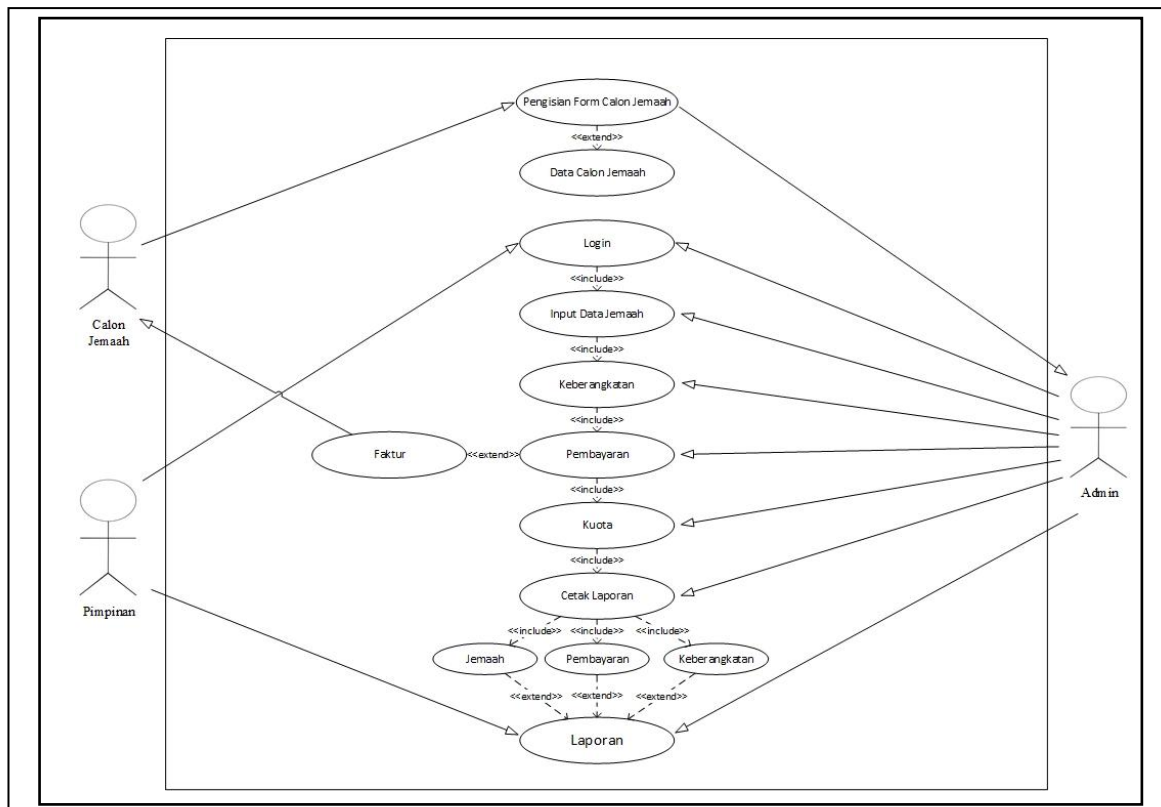 Pengisian Form Calon Jemaah
<<extend>>
Data Calon Jemaah
Login
<<include>>
Input Data Jemaah
<<include>>
Calon
Jemaah
Keberangkatan
<<include>>
Faktur
<<extend>>
Pembayaran
<<include>>
Admin
Kuota
<<include>>
Cetak Laporan
Pimpinan
<<include>>
<<include>>
<<include>>
Jemaah
Pembayaran
Keberangkatan
<<extend>>
<<extend>>
<<extend>>
Laporan